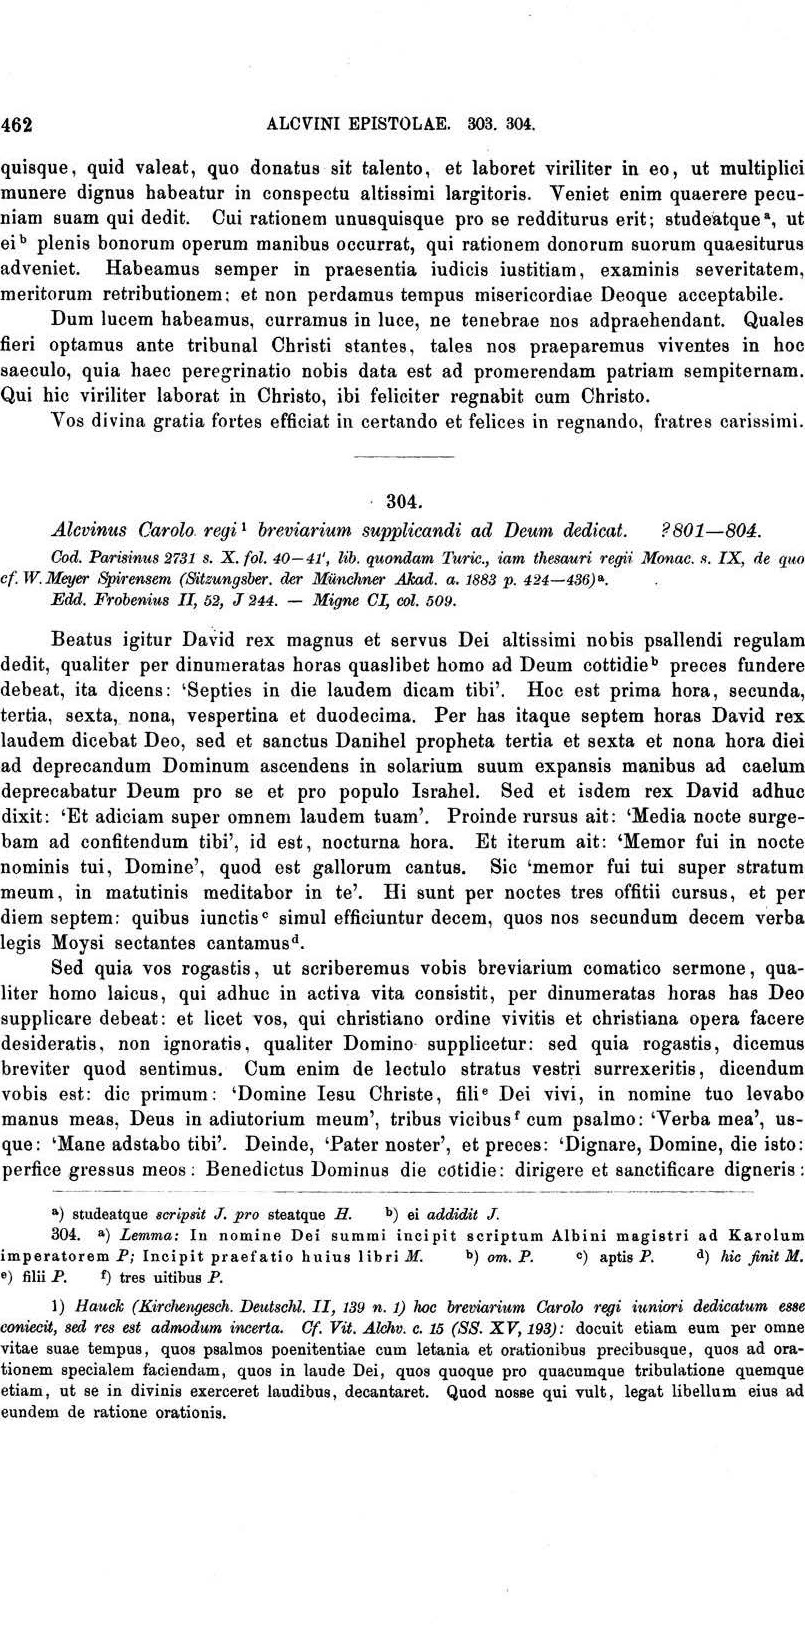 462 ALCVINI EPISTOLAE. 303. 304.
quisque, quid valeat, quo donatus sit talento, et laboret viriliter in eo, ut multiplici
munere dignus habeatur in conspectu altissimi largitoris. Veniet enim quaerere pecu-
niam suam qui dedit. Cui rationem unusquisque pro se redditurus erit; studeatque a, ut
ei b plenis bonorum operum manibus occurrat, qui rationem donorum suorum quaesiturus
adveniet. Habeamus semper in praesentia iudicis iustitiam, examinis severitatem,
meritorum retributionem; et non perdamus tempus misericordiae Deoque acceptabile.
Dum lucem habeamus, curramus in luce, ne tenebrae nos adpraehendant. Quales
fieri optamus ante tribunal Christi stantes, tales nos praeparemus viventes in hoc
saeculo, quia haec peregrinatio nobis data est ad promerendam patriam sempiternam.
Qui hic viriliter laborat in Christo, ibi feliciter regnabit cum Christo.
Vos divina gratia fortes efficiat in certando et felices in regnando, fratres carissimi.
304.
Alcvinus Carolo regi 1 breviarium supplicandi ad Deum dedicat. ?801—804.
Cod. Parisinus 2731 s. X. fol. 40—41', lib. quondam Turic., iam thesauri regii Monac. s. IX, de quo
cf. W. Meyer Spirensem (Sitzungsber. der Münchner Akad. a. 1883 p. 424—436) a.
Edd. Frobenius II, 52, J 244. — Migne CI, col. 509.
Beatus igitur David rex magnus et servus Dei altissimi nobis psallendi regulam
dedit, qualiter per dinumeratas horas quaslibet homo ad Deum cottidie b preces fundere
debeat, ita dicens: ‘Septies in die laudem dicam tibi’. Hoc est prima hora, secunda,
tertia, sexta, nona, vespertina et duodecima. Per has itaque septem horas David rex
laudem dicebat Deo, sed et sanctus Danihel propheta tertia et sexta et nona hora diei
ad deprecandum Dominum ascendens in solarium suum expansis manibus ad caelum
deprecabatur Deum pro se et pro populo Israhel. Sed et isdem rex David adhuc
dixit: ‘Et adiciam super omnem laudem tuam’. Proinde rursus ait: ‘Media nocte surge-
bam ad confitendum tibi’, id est, nocturna hora. Et iterum ait: ‘Memor fui in nocte
nominis tui, Domine’, quod est gallorum cantus. Sic ‘memor fui tui super stratum
meum, in matutinis meditabor in te’. Hi sunt per noctes tres offitii cursus, et per
diem septem: quibus iunctis c simul efficiuntur decem, quos nos secundum decem verba
legis Moysi sectantes cantamus d.
Sed quia vos rogastis, ut scriberemus vobis breviarium comatico sermone, qua-
liter homo laicus, qui adhuc in activa vita consistit, per dinumeratas horas has Deo
supplicare debeat: et licet vos, qui christiano ordine vivitis et christiana opera facere
desideratis, non ignoratis, qualiter Domino supplicetur: sed quia rogastis, dicemus
breviter quod sentimus. Cum enim de lectulo stratus vestri surrexeritis, dicendum
vobis est: dic primum: ‘Domine Iesu Christe, fili e Dei vivi, in nomine tuo levabo
manus meas, Deus in adiutorium meum’, tribus vicibus f cum psalmo: ‘Verba mea’, us-
que: ‘Mane adstabo tibi’. Deinde, ‘Pater noster’, et preces: ‘Dignare, Domine, die isto:
perfice gressus meos: Benedictus Dominus die cotidie: dirigere et sanctificare digneris:
a) studeatque scripsit J. pro steatque H. b) ei addidit J.
304. a) Lemma: In nomine Dei summi incipit scriptum Albini magistri ad Karolum
imperatorem P; Incipit praefatio huius libri M. b) om. P. c) aptis P. d) hic finit M.
e) filii P. f) tres uitibus P.
1) Hauck (Kirchengesch. Deutschl. II, 139 n. 1) hoc breviarium Carolo regi iuniori dedicatum esse
coniecit, sed res est admodum incerta. Cf. Vit. Alchv. c. 15 (SS. XV, 193): docuit etiam eum per omne
vitae suae tempus, quos psalmos poenitentiae cum letania et orationibus precibusque, quos ad ora-
tionem specialem faciendam, quos in laude Dei, quos quoque pro quacumque tribulatione quemque
etiam, ut se in divinis exerceret laudibus, decantaret. Quod nosse qui vult, legat libellum eius ad
eundem de ratione orationis.